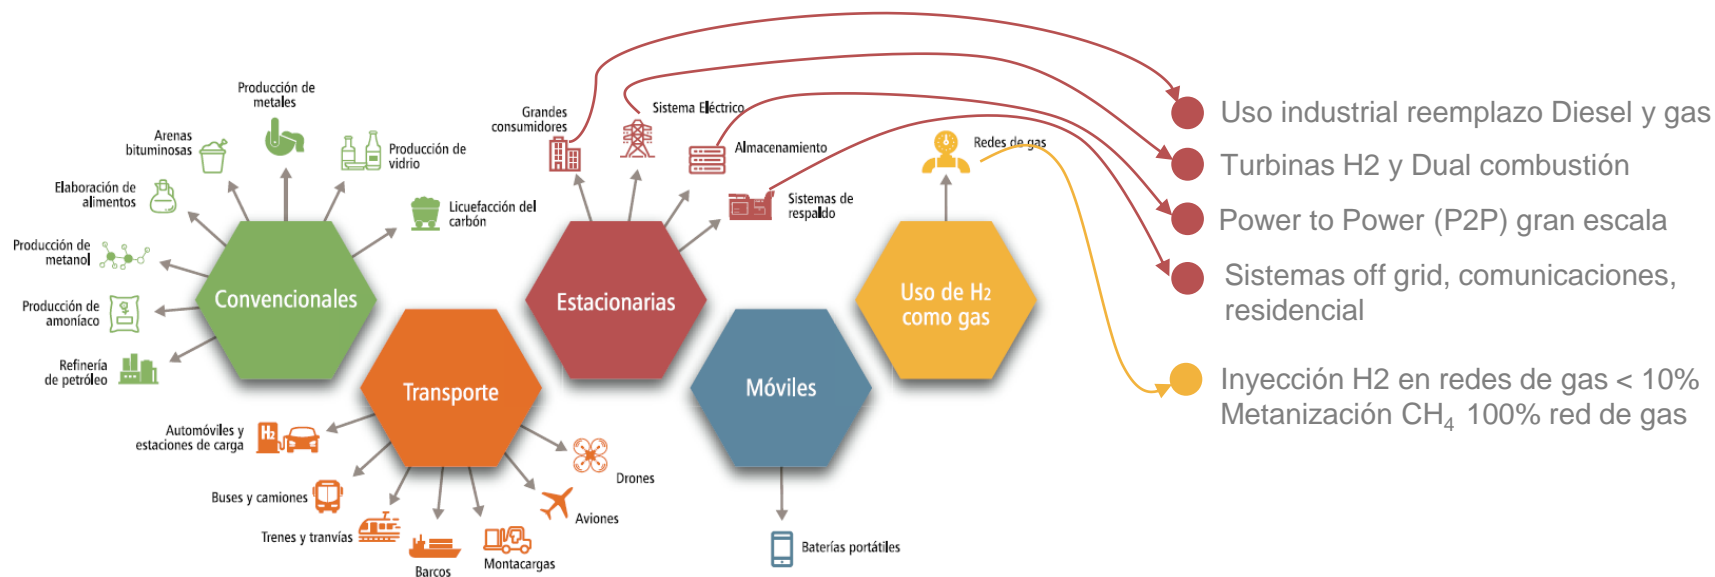 Producción de
metales
Arenas
bituminosas
Producción de
vidrio
Elaboración de
alimentos
Licuefacción del
carbón
Producción de
metanol
Producción de
amoníaco
Refinería
de petróleo
Convencionales
Transporte
Automóviles y
estaciones de carga
H2
Buses y camiones
Trenes y tranvías
Barcos
Montacargas
Aviones
Drones
Grandes
consumidores
Sistema Eléctrico
Almacenamiento
Sistemas de
respaldo
Estacionarias
Móviles
Baterías portátiles
Redes de gas
Uso de H₂
como gas
Uso industrial reemplazo Diesel y gas
Turbinas H2 y Dual combustión
Power to Power (P2P) gran escala
Sistemas off grid, comunicaciones,
residencial
Inyección H2 en redes de gas < 10%
Metanización CH₄ 100% red de gas